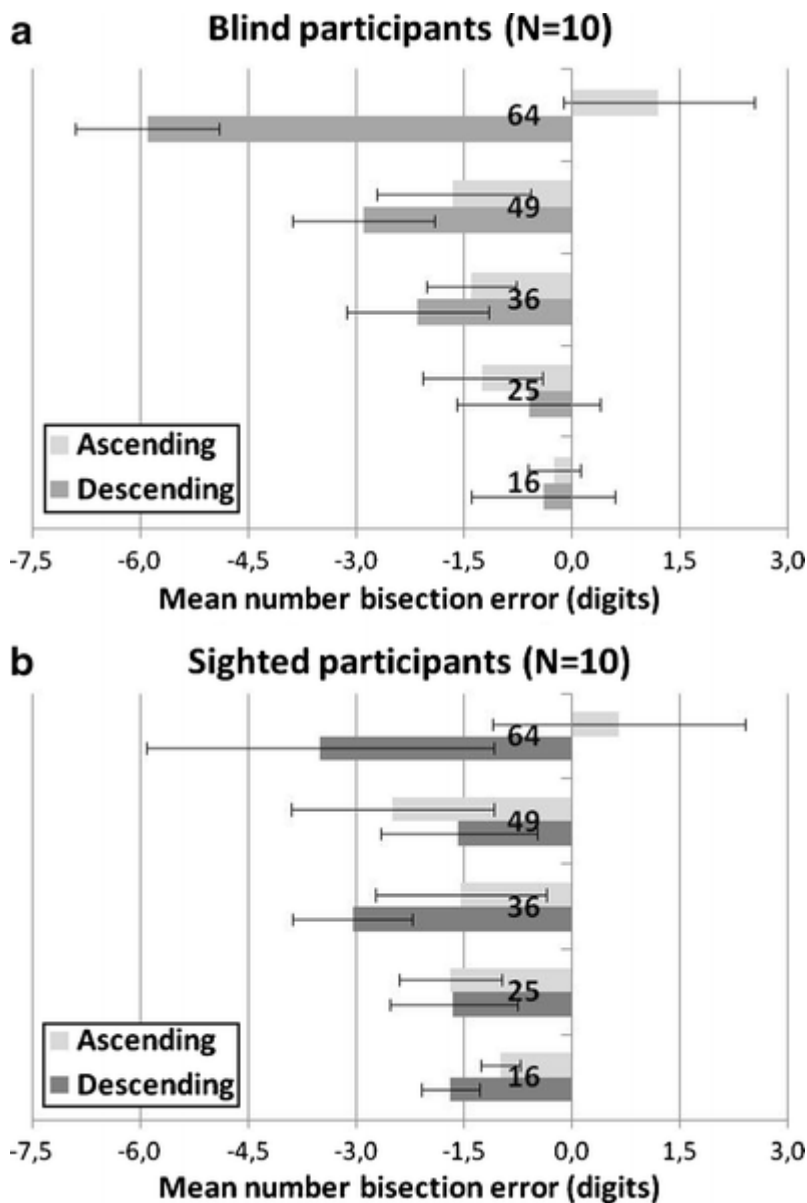 a Blind participants (N=10)
64
49
36
25
16
Ascending
Descending
-7,5 -6,0 -4,5 -3,0 -1,5 0,0 1,5 3,0
Mean number bisection error (digits)
b Sighted participants (N=10)
64
49
36
25
16
Ascending
Descending
-7,5 -6,0 -4,5 -3,0 -1,5 0,0 1,5 3,0
Mean number bisection error (digits)